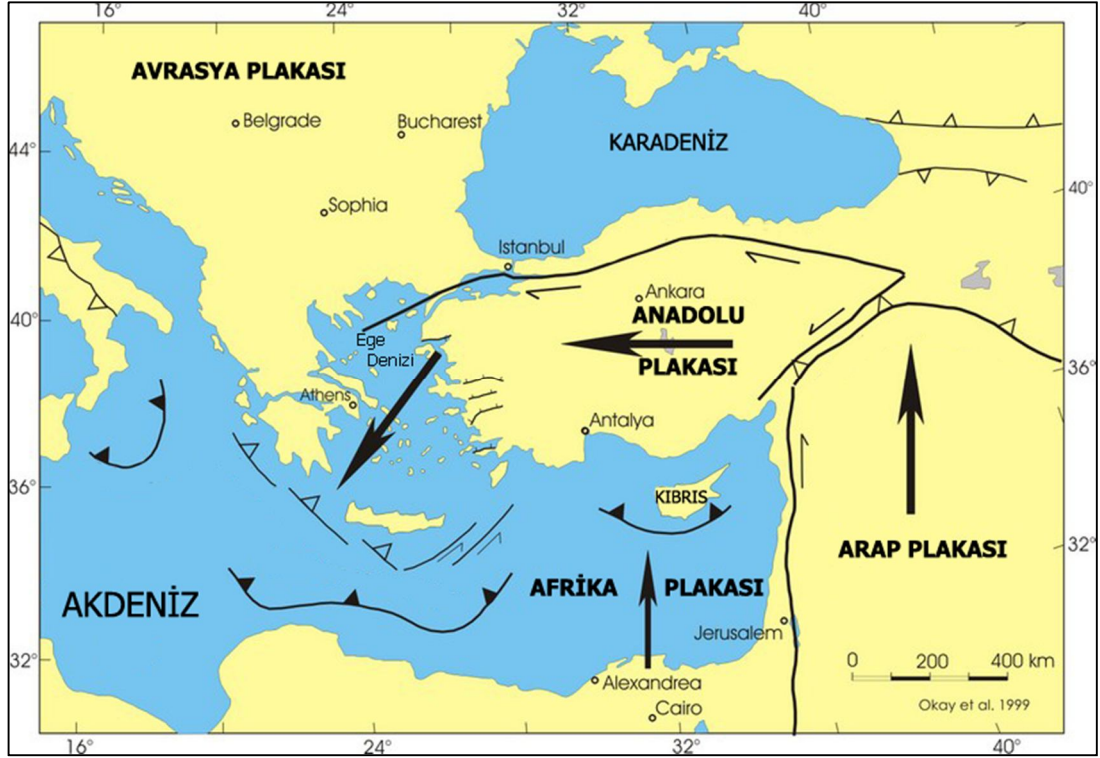 16° 24° 32° 40°
AVRASYA PLAKASI
Belgrade
Bucharest
KARADENİZ
44°
40°
Sophia
Istanbul
Ankara
ANADOLU
PLAKASI
40°
Ege
Denizi
36°
Athens
Antalya
36°
KIBRIS
ARAP PLAKASI
32°
AFRİKA PLAKASI
AKDENİZ
Jerusalem
32°
0 200 400 km
Alexandrea
Okay et al. 1999
Cairo
16° 24° 32° 40°